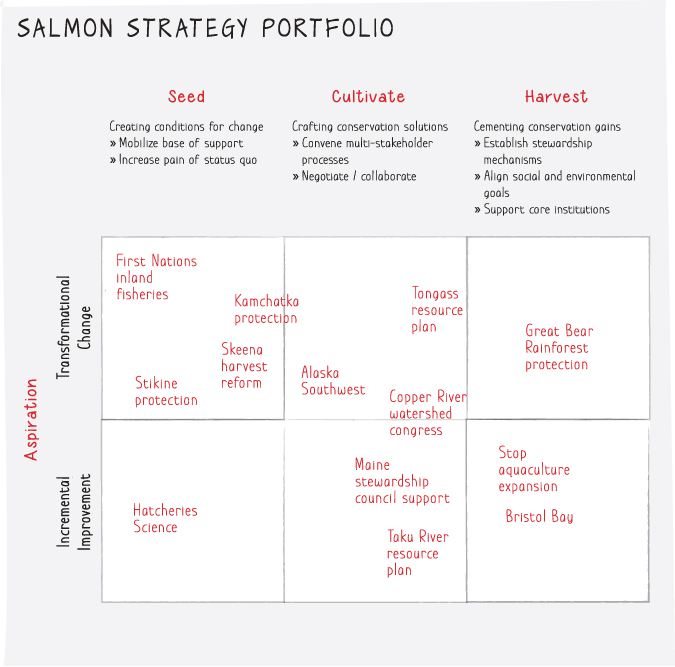 SALMON STRATEGY PORTFOLIO
Seed
Creating conditions for change
» Mobilize base of support
» Increase pain of status quo
Cultivate
Crafting conservation solutions
» Convene multi-stakeholder
processes
» Negotiate / collaborate
Harvest
Cementing conservation gains
» Establish stewardship
mechanisms
» Align social and environmental
goals
» Support core institutions
Aspiration
Transformational
Change
First Nations
inland
fisheries
Kamchatka
protection
Skeena
harvest
reform
Stikine
protection
Tongass
resource
plan
Alaska
Southwest
Copper River
watershed
congress
Great Bear
Rainforest
protection
Incremental
Improvement
Hatcheries
Science
Maine
stewardship
council support
Taku River
resource
plan
Stop
aquaculture
expansion
Bristol Bay